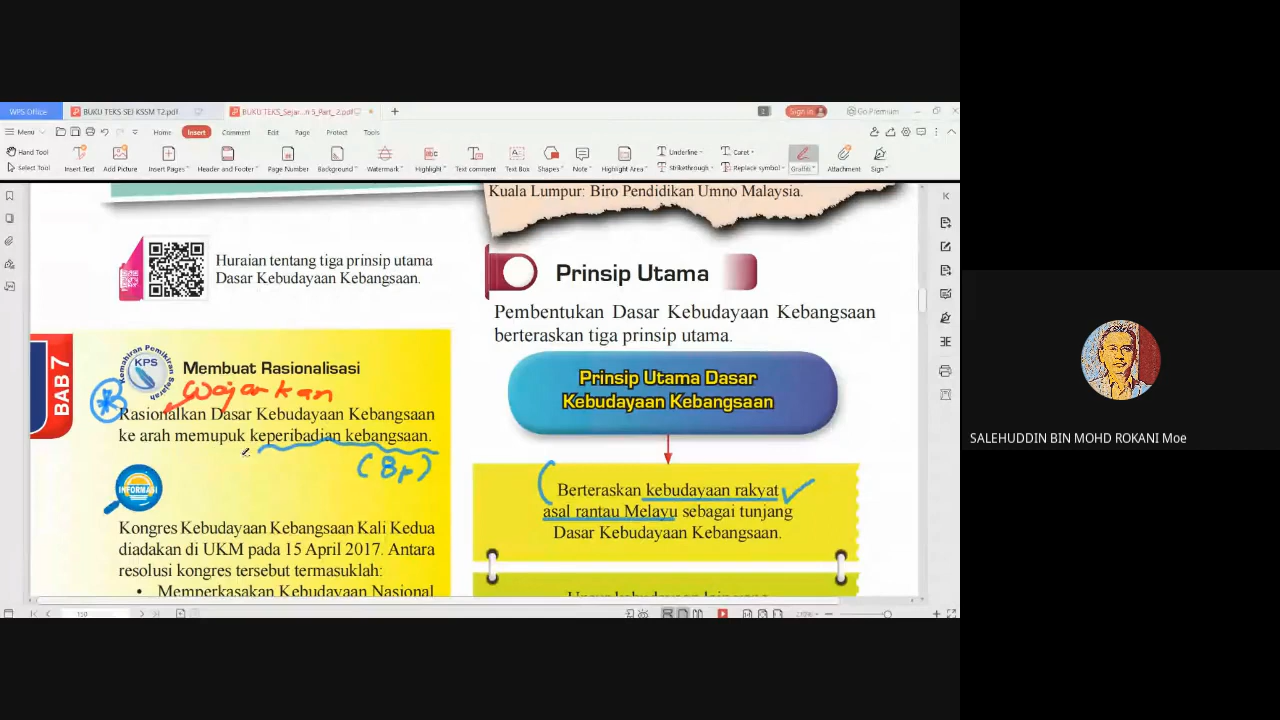 WPS Office
BUKU TEKS SEJ KSSM T2.pdf
BUKU TEKS_Sejar...n 5_Part_ 2.pdf
Sign in
Go Premium
Menu
Home
Insert
Comment
Edit
Page
Protect
Tools
Hand Tool
Select Tool
Insert Text
Add Picture
Insert Pages
Header and Footer
Page Number
Background
Watermark
Highlight
Text comment
Text Box
Shapes
Note
Highlight Area
Underline
Strikethrough
Caret
Replace symbol
Graffiti
Attachment
Sign
Kuala Lumpur: Biro Pendidikan Umno Malaysia.
Huraian tentang tiga prinsip utama
Dasar Kebudayaan Kebangsaan.
BAB 7
Kemahiran Pemikiran Sejarah
KPS
Membuat Rasionalisasi
Wajarkan
Rasionalkan Dasar Kebudayaan Kebangsaan
ke arah memupuk keperibadian kebangsaan.
(8p)
INFORMASI
Kongres Kebudayaan Kebangsaan Kali Kedua
diadakan di UKM pada 15 April 2017. Antara
resolusi kongres tersebut termasuklah:
• Memperkasakan Kebudayaan Nasional
Prinsip Utama
Pembentukan Dasar Kebudayaan Kebangsaan
berteraskan tiga prinsip utama.
Prinsip Utama Dasar
Kebudayaan Kebangsaan
Berteraskan kebudayaan rakyat
asal rantau Melayu sebagai tunjang
Dasar Kebudayaan Kebangsaan.
150
SALEHUDDIN BIN MOHD ROKANI Moe